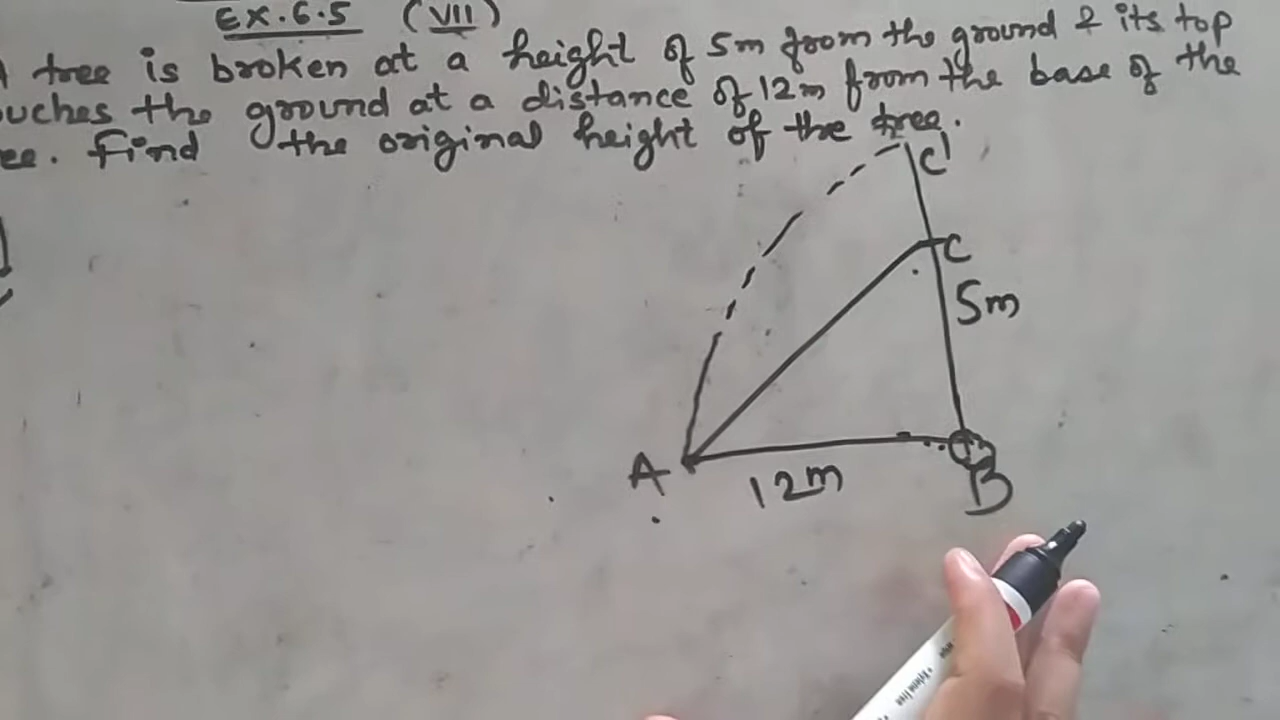 EX.6.5 (VII)
tree is broken at a height of 5m from the ground & its top
uches the ground at a distance of 12m from the base of the
ee. Find the original height of the tree.
C'
C
5m
A
12m
B